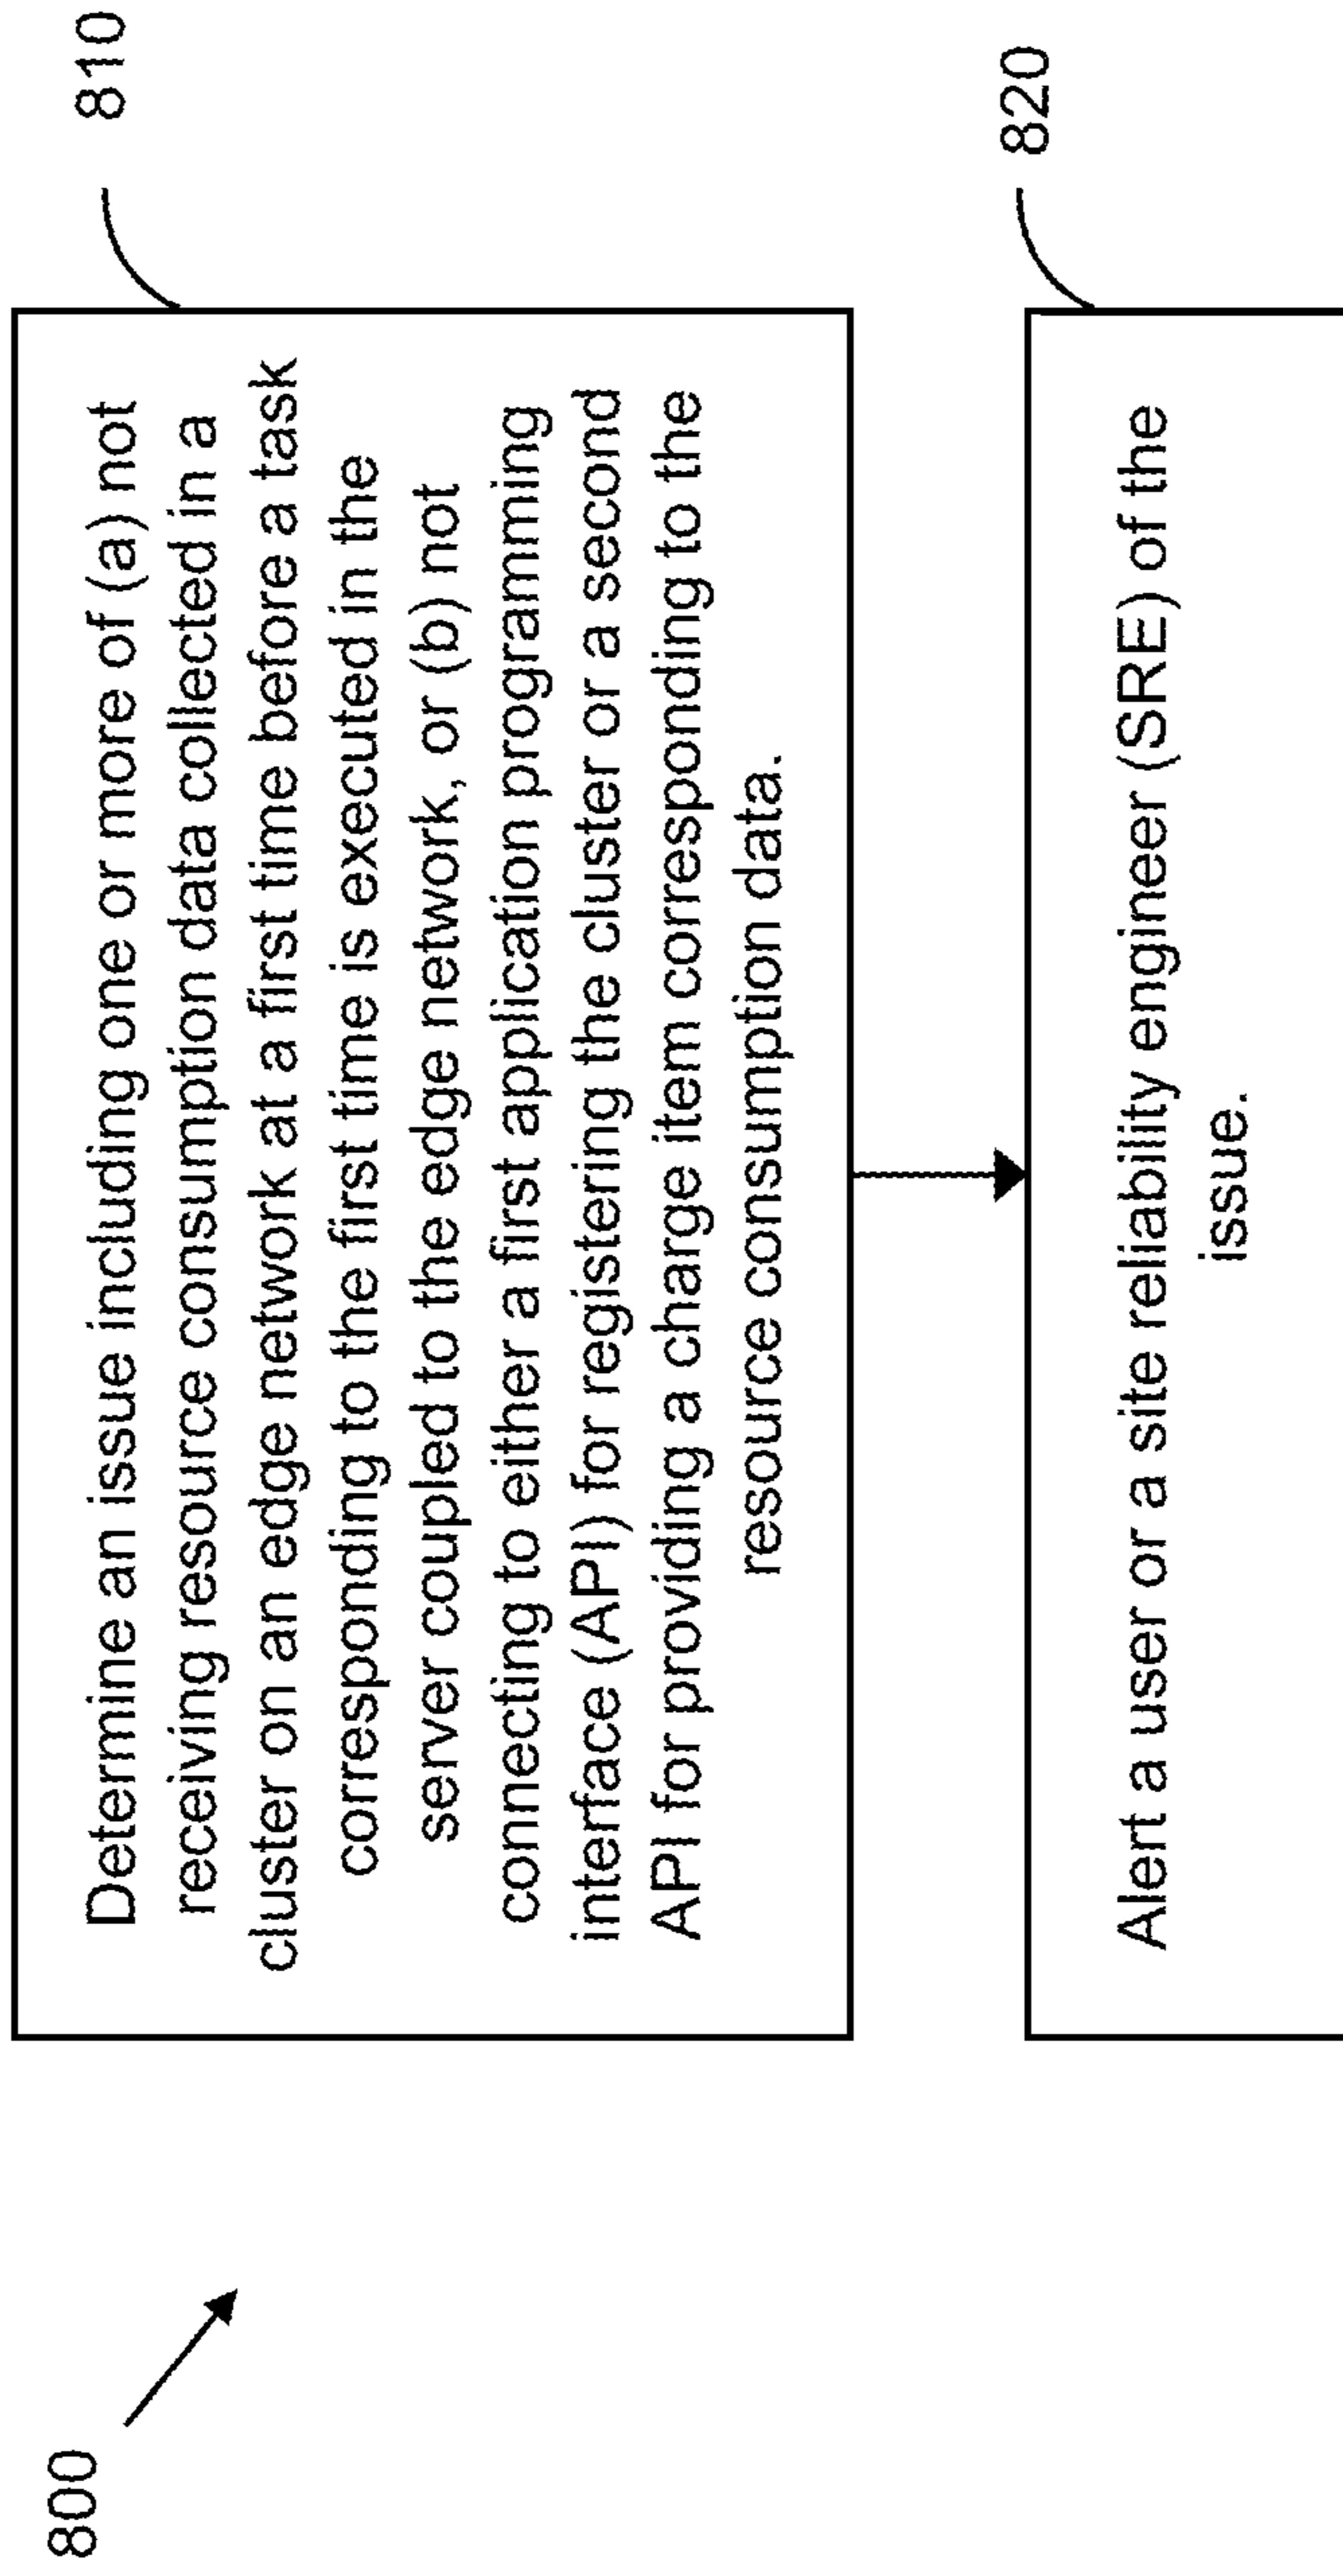 800
810
Determine an issue including one or more of (a) not
receiving resource consumption data collected in a
cluster on an edge network at a first time before a task
corresponding to the first time is executed in the
server coupled to the edge network, or (b) not
connecting to either a first application programming
interface (API) for registering the cluster or a second
API for providing a charge item corresponding to the
resource consumption data.
820
Alert a user or a site reliability engineer (SRE) of the
issue.